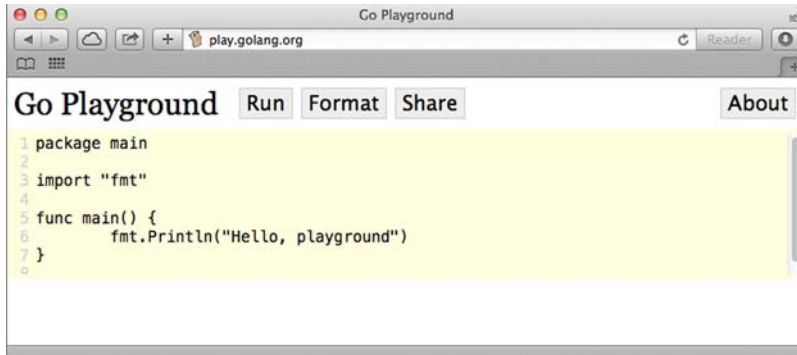 Go Playground
play.golang.org
Reader
Go Playground Run Format Share About
1 package main
2
3 import "fmt"
4
5 func main() {
6 fmt.Println("Hello, playground")
7 }